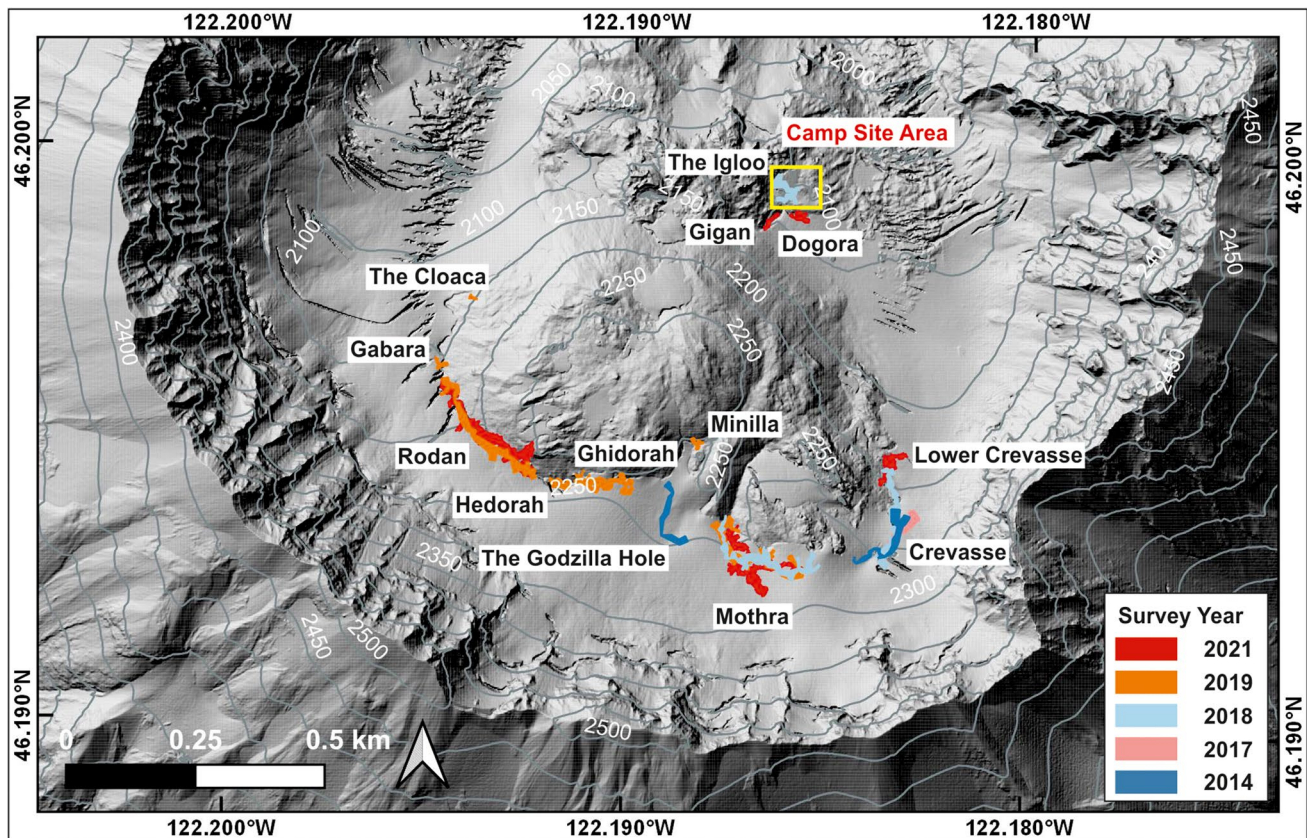 122.200°W
122.190°W
122.180°W
46.200°N
46.200°N
2050
2100
2000
2450
Camp Site Area
The Igloo
2150
2100
2100
2150
Gigan
Dogora
2100
2400
2450
The Cloaca
2250
2200
2400
2250
2450
Gabara
Minilla
Rodan
Ghidorah
2250
2250
Lower Crevasse
Hedorah
2250
2350
The Godzilla Hole
Crevasse
2300
Mothra
2450
2500
2500
Survey Year
2021
2019
2018
2017
2014
46.190°N
46.190°N
0
0.25
0.5 km
122.200°W
122.190°W
122.180°W